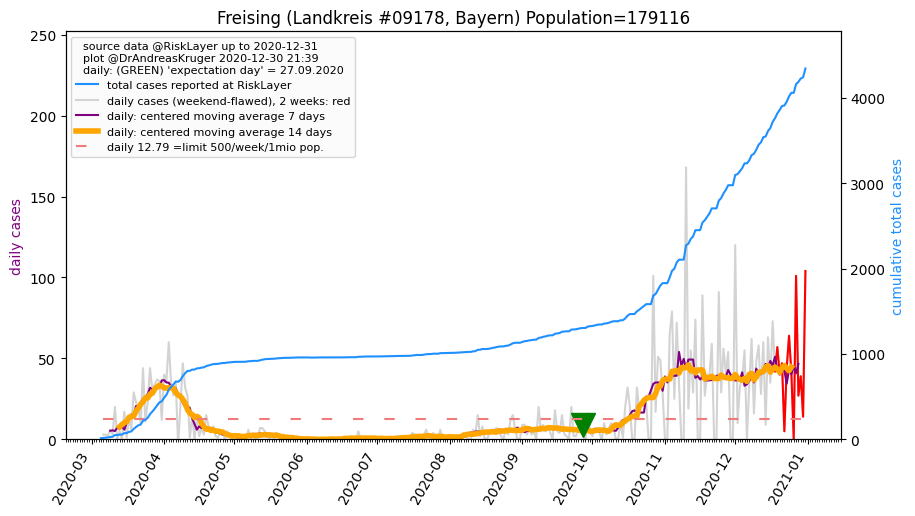 Freising (Landkreis #09178, Bayern) Population=179116
source data @RiskLayer up to 2020-12-31
plot @DrAndreasKruger 2020-12-30 21:39
daily: (GREEN) 'expectation day' = 27.09.2020
total cases reported at RiskLayer
daily cases (weekend-flawed), 2 weeks: red
daily: centered moving average 7 days
daily: centered moving average 14 days
daily 12.79 =limit 500/week/1mio pop.
daily cases
250
200
150
100
50
0
cumulative total cases
4000
3000
2000
1000
0
2020-03
2020-04
2020-05
2020-06
2020-07
2020-08
2020-09
2020-10
2020-11
2020-12
2021-01